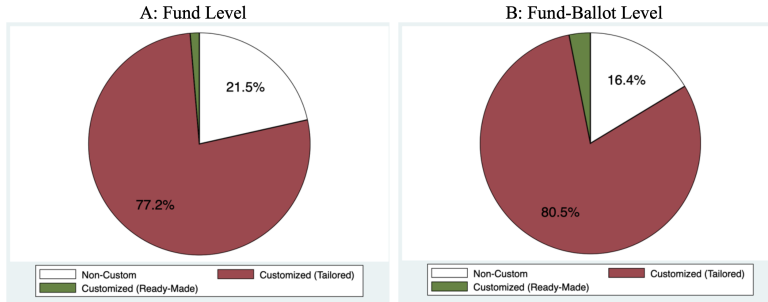 A: Fund Level
21.5%
77.2%
Non-Custom
Customized (Tailored)
Customized (Ready-Made)
B: Fund-Ballot Level
16.4%
80.5%
Non-Custom
Customized (Tailored)
Customized (Ready-Made)